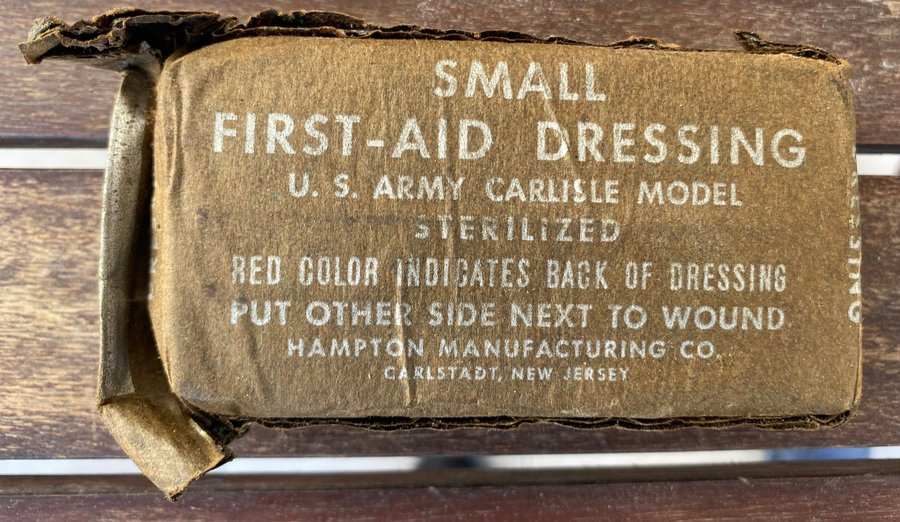 SMALL
FIRST-AID DRESSING
U. S. ARMY CARLISLE MODEL
STERILIZED
RED COLOR INDICATES BACK OF DRESSING
PUT OTHER SIDE NEXT TO WOUND
HAMPTON MANUFACTURING CO.
CARLSTADT, NEW JERSEY